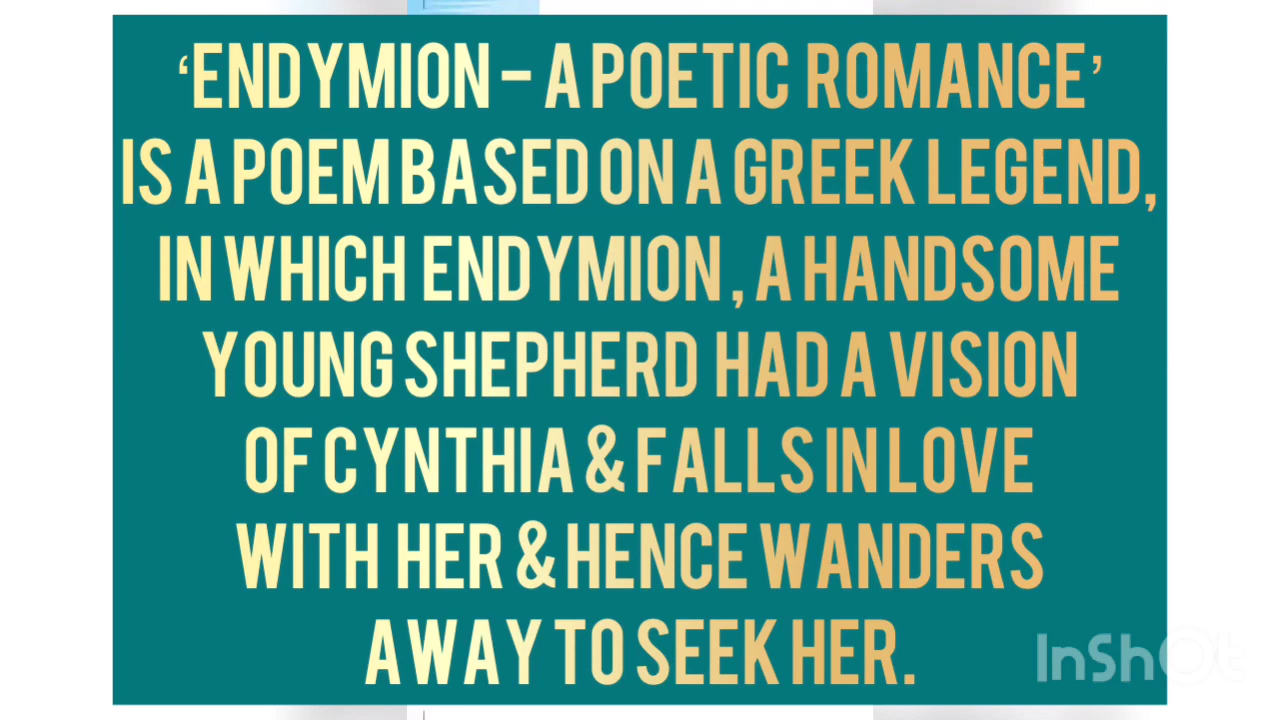 ‘ENDYMION – A POETIC ROMANCE’
IS A POEM BASED ON A GREEK LEGEND,
IN WHICH ENDYMION , A HANDSOME
YOUNG SHEPHERD HAD A VISION
OF CYNTHIA & FALLS IN LOVE
WITH HER & HENCE WANDERS
AWAY TO SEEK HER.
InShOt